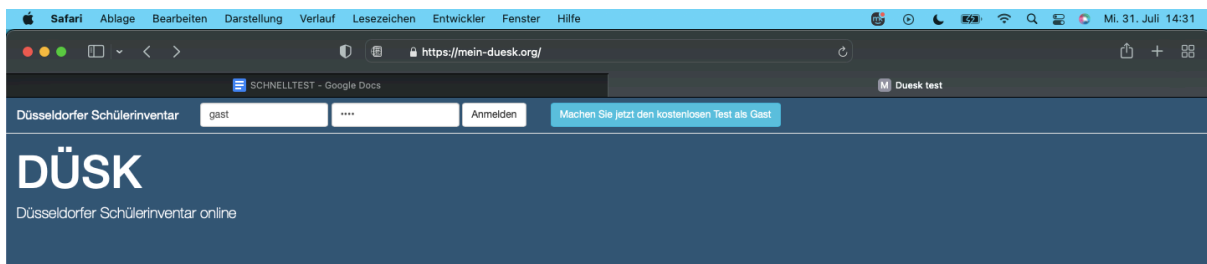 Safari Ablage Bearbeiten Darstellung Verlauf Lesezeichen Entwickler Fenster Hilfe Mi. 31. Juli 14:31
https://mein-duesk.org/
SCHNELLTEST – Google Docs M Duesk test
Düsseldorfer Schülerinventar gast •••• Anmelden Machen Sie jetzt den kostenlosen Test als Gast
DÜSK
Düsseldorfer Schülerinventar online